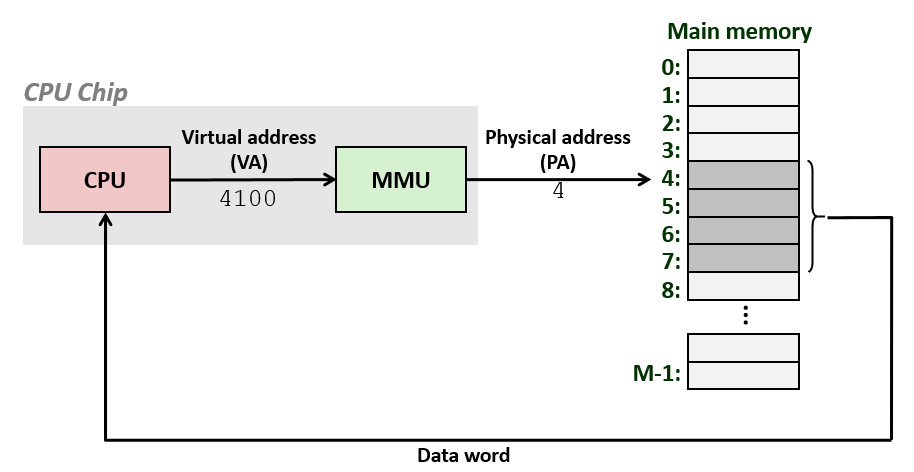 Main memory
CPU Chip
0:
1:
2:
3:
4:
5:
6:
7:
8:
M-1:
Virtual address
(VA)
4100
Physical address
(PA)
4
CPU
MMU
Data word